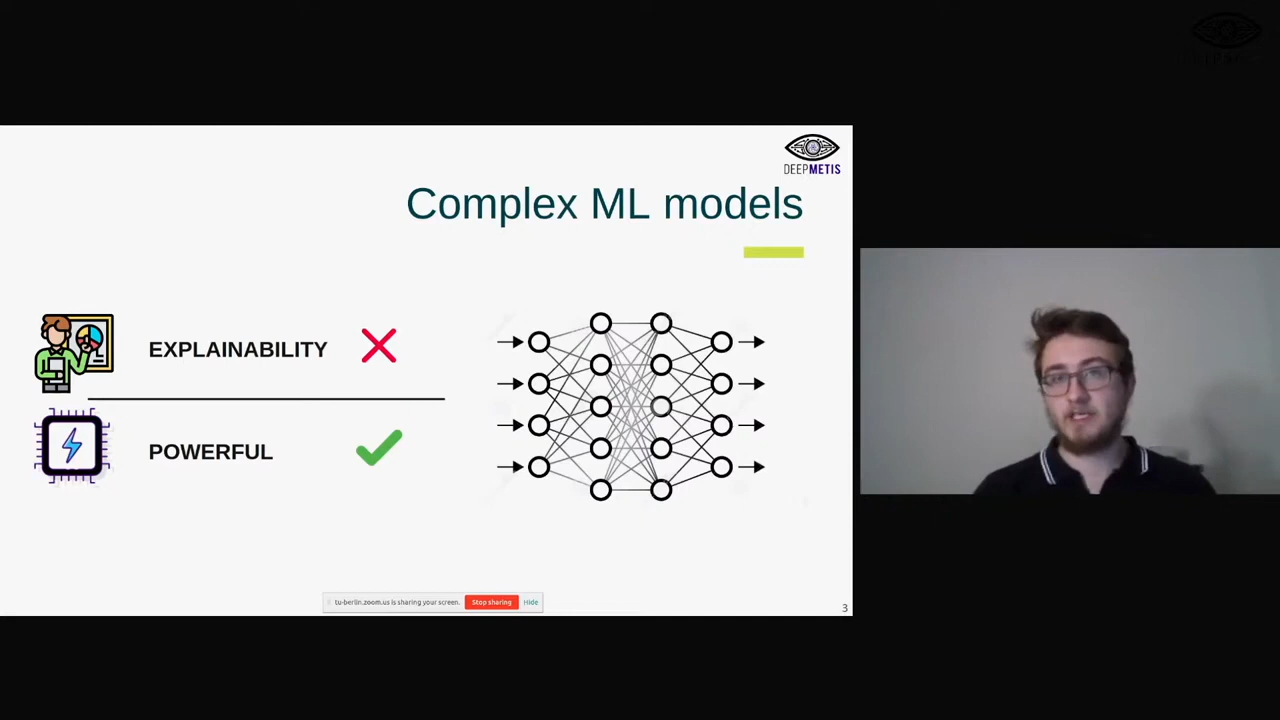 DEEPMETIS
Complex ML models
EXPLAINABILITY
POWERFUL
tu-berlin.zoom.us is sharing your screen. Stop sharing Hide
3